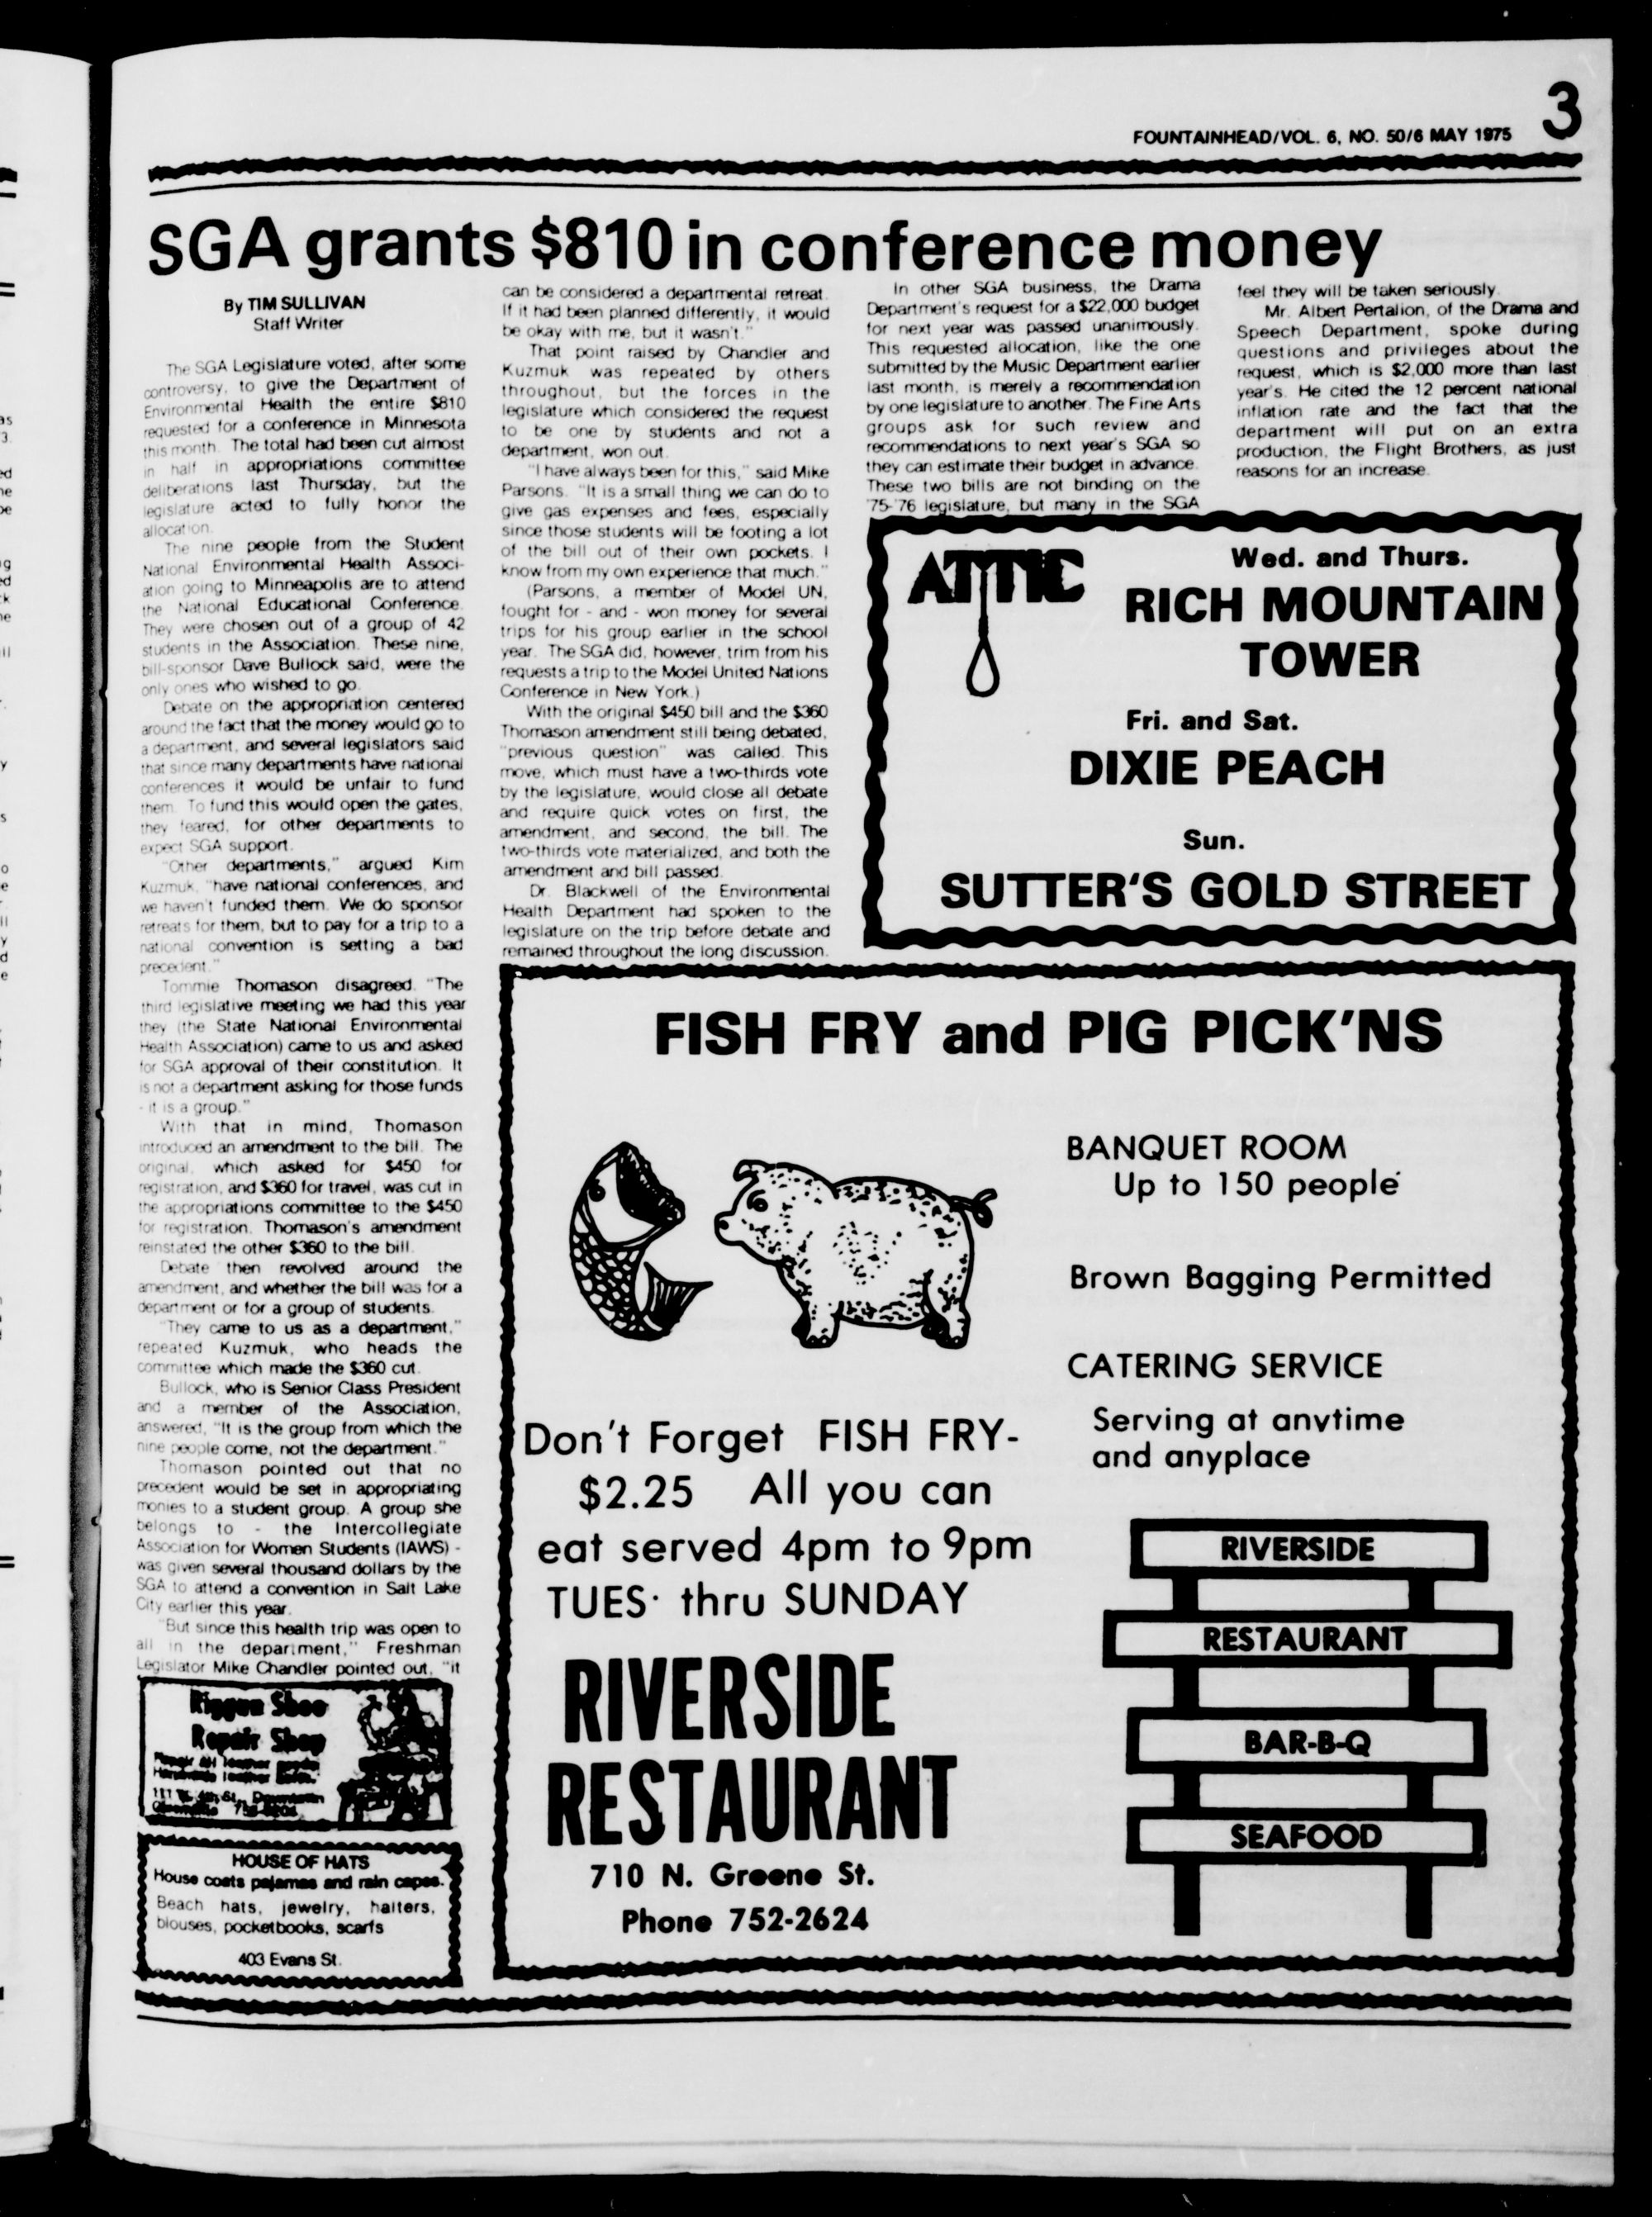 FOUNTAINHEAD/VOL. 6, NO. 50/6 MAY 1975
3
SGA grants $810 in conference money
By TIM SULLIVAN
Staff Writer
The SGA Legislature voted, after some
controversy, to give the Department of
Environmental Health the entire $810
requested for a conference in Minnesota
this month. The total had been cut almost
in half in appropriations committee
deliberations last Thursday, but the
legislature acted to fully honor the
allocation.
The nine people from the Student
National Environmental Health Associ-
ation going to Minneapolis are to attend
the National Educational Conference.
They were chosen out of a group of 42
students in the Association. These nine,
bill-sponsor Dave Bullock said, were the
only ones who wished to go.
Debate on the appropriation centered
around the fact that the money would go to
a department, and several legislators said
that since many departments have national
conferences it would be unfair to fund
them. To fund this would open the gates,
they feared, for other departments to
expect SGA support.
"Other departments," argued Kim
Kuzmuk, "have national conferences, and
we haven't funded them. We do sponsor
retreats for them, but to pay for a trip to a
national convention is setting a bad
precedent."
Tommie Thomason disagreed. "The
third legislative meeting we had this year
they (the State National Environmental
Health Association) came to us and asked
for SGA approval of their constitution. It
is not a department asking for those funds
- it is a group."
With that in mind, Thomason
introduced an amendment to the bill. The
original, which asked for $450 for
registration, and $360 for travel, was cut in
the appropriations committee to the $450
for registration. Thomason's amendment
reinstated the other $360 to the bill.
Debate then revolved around the
amendment, and whether the bill was for a
department or for a group of students.
"They came to us as a department,"
repeated Kuzmuk, who heads the
committee which made the $360 cut.
Bullock, who is Senior Class President
and a member of the Association,
answered, "It is the group from which the
nine people come, not the department."
Thomason pointed out that no
precedent would be set in appropriating
monies to a student group. A group she
belongs to - the Intercollegiate
Association for Women Students (IAWS) -
was given several thousand dollars by the
SGA to attend a convention in Salt Lake
City earlier this year.
"But since this health trip was open to
all in the department," Freshman
Legislator Mike Chandler pointed out, "it
can be considered a departmental retreat.
If it had been planned differently, it would
be okay with me, but it wasn't."
That point raised by Chandler and
Kuzmuk was repeated by others
throughout, but the forces in the
legislature which considered the request
to be one by students and not a
department, won out.
"I have always been for this," said Mike
Parsons. "It is a small thing we can do to
give gas expenses and fees, especially
since those students will be footing a lot
of the bill out of their own pockets. I
know from my own experience that much."
(Parsons, a member of Model UN,
fought for - and - won money for several
trips for his group earlier in the school
year. The SGA did, however, trim from his
requests a trip to the Model United Nations
Conference in New York.)
With the original $450 bill and the $360
Thomason amendment still being debated,
"previous question" was called. This
move, which must have a two-thirds vote
by the legislature, would close all debate
and require quick votes on first, the
amendment, and second, the bill. The
two-thirds vote materialized, and both the
amendment and bill passed.
Dr. Blackwell of the Environmental
Health Department had spoken to the
legislature on the trip before debate and
remained throughout the long discussion.
In other SGA business, the Drama
Department's request for a $22,000 budget
for next year was passed unanimously.
This requested allocation, like the one
submitted by the Music Department earlier
last month, is merely a recommendation
by one legislature to another. The Fine Arts
groups ask for such review and
recommendations to next year's SGA so
they can estimate their budget in advance.
These two bills are not binding on the
'75-'76 legislature, but many in the SGA
feel they will be taken seriously.
Mr. Albert Pertalion, of the Drama and
Speech Department, spoke during
questions and privileges about the
request, which is $2,000 more than last
year's. He cited the 12 percent national
inflation rate and the fact that the
department will put on an extra
production, the Flight Brothers, as just
reasons for an increase.
ATTIC
Wed. and Thurs.
RICH MOUNTAIN
TOWER
Fri. and Sat.
DIXIE PEACH
Sun.
SUTTER'S GOLD STREET
FISH FRY and PIG PICK'NS
BANQUET ROOM
Up to 150 people
Brown Bagging Permitted
CATERING SERVICE
Serving at anytime
and anyplace
Don't Forget FISH FRY-
$2.25 All you can
eat served 4pm to 9pm
TUES. thru SUNDAY
RIVERSIDE
RESTAURANT
710 N. Greene St.
Phone 752-2624
RIVERSIDE
RESTAURANT
BAR-B-Q
SEAFOOD
Riggan Shoe
Repair Shop
Repair All leather goods
111 W. 4th St., Downtown
HOUSE OF HATS
House coats pajamas and rain capes.
Beach hats, jewelry, halters,
blouses, pocketbooks, scarfs
403 Evans St.